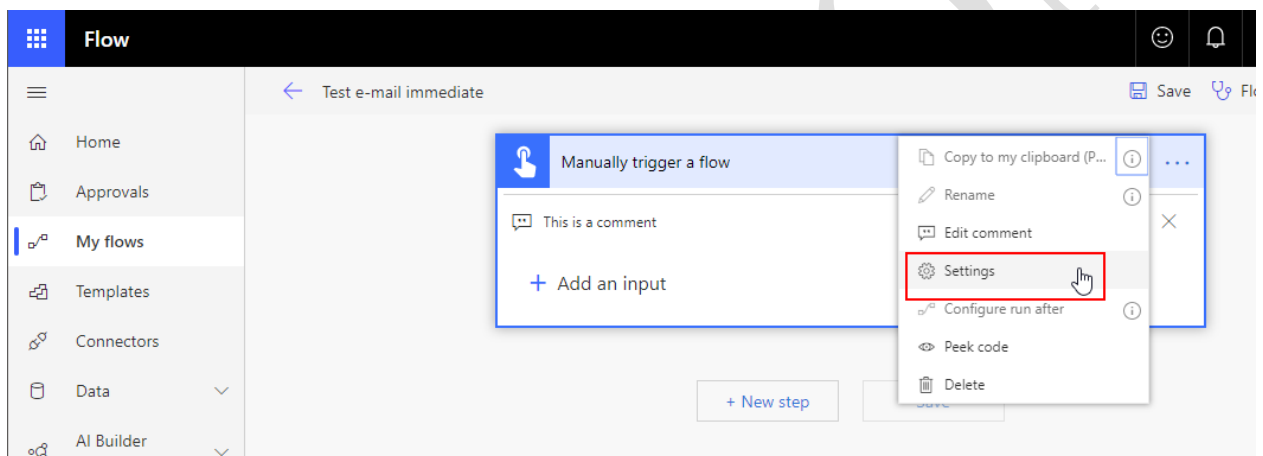 Flow
Test e-mail immediate
Save
Flo
Home
Approvals
My flows
Templates
Connectors
Data
AI Builder
Manually trigger a flow
This is a comment
+ Add an input
Copy to my clipboard (P...
Rename
Edit comment
Settings
Configure run after
Peek code
Delete
+ New step
Save